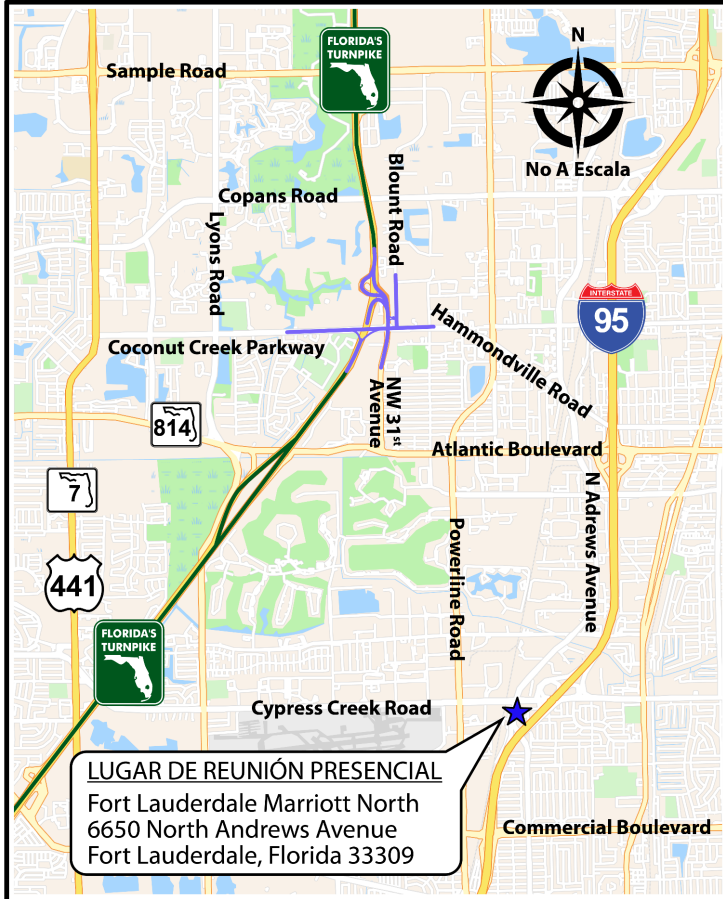 FLORIDA'S
TURNPIKE
N
Sample Road
No A Escala
Blount Road
Copans Road
Lyons Road
INTERSTATE
95
Hammondville Road
Coconut Creek Parkway
NW 31st
Avenue
814
Atlantic Boulevard
7
N Adrews Avenue
Powerline Road
441
FLORIDA'S
TURNPIKE
Cypress Creek Road
LUGAR DE REUNIÓN PRESENCIAL
Fort Lauderdale Marriott North
6650 North Andrews Avenue
Fort Lauderdale, Florida 33309
Commercial Boulevard